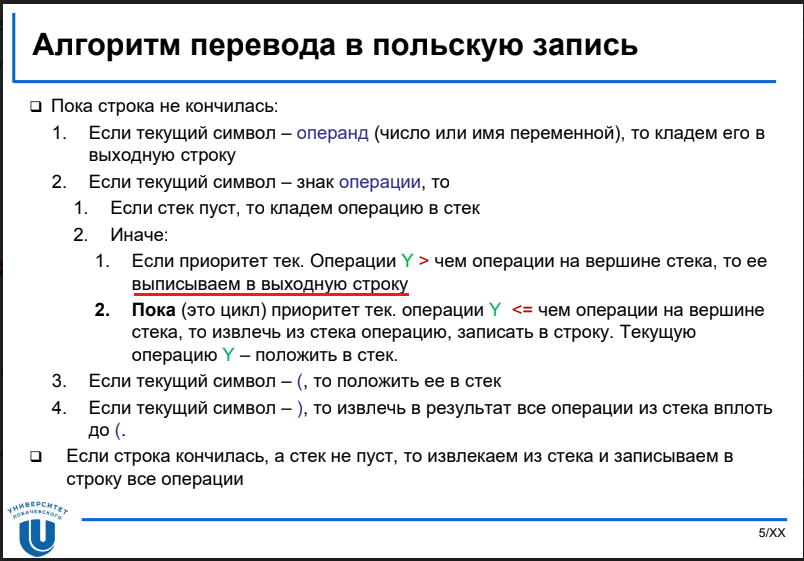 Алгоритм перевода в польскую запись
❑ Пока строка не кончилась:
1. Если текущий символ – операнд (число или имя переменной), то кладем его в
выходную строку
2. Если текущий символ – знак операции, то
1. Если стек пуст, то кладем операцию в стек
2. Иначе:
1. Если приоритет тек. Операции Y > чем операции на вершине стека, то ее
выписываем в выходную строку
2. Пока (это цикл) приоритет тек. операции Y <= чем операции на вершине
стека, то извлечь из стека операцию, записать в строку. Текущую
операцию Y – положить в стек.
3. Если текущий символ – (, то положить ее в стек
4. Если текущий символ – ), то извлечь в результат все операции из стека вплоть
до (.
❑ Если строка кончилась, а стек не пуст, то извлекаем из стека и записываем в
строку все операции
УНИВЕРСИТЕТ
ЛОБАЧЕВСКОГО
5/XX